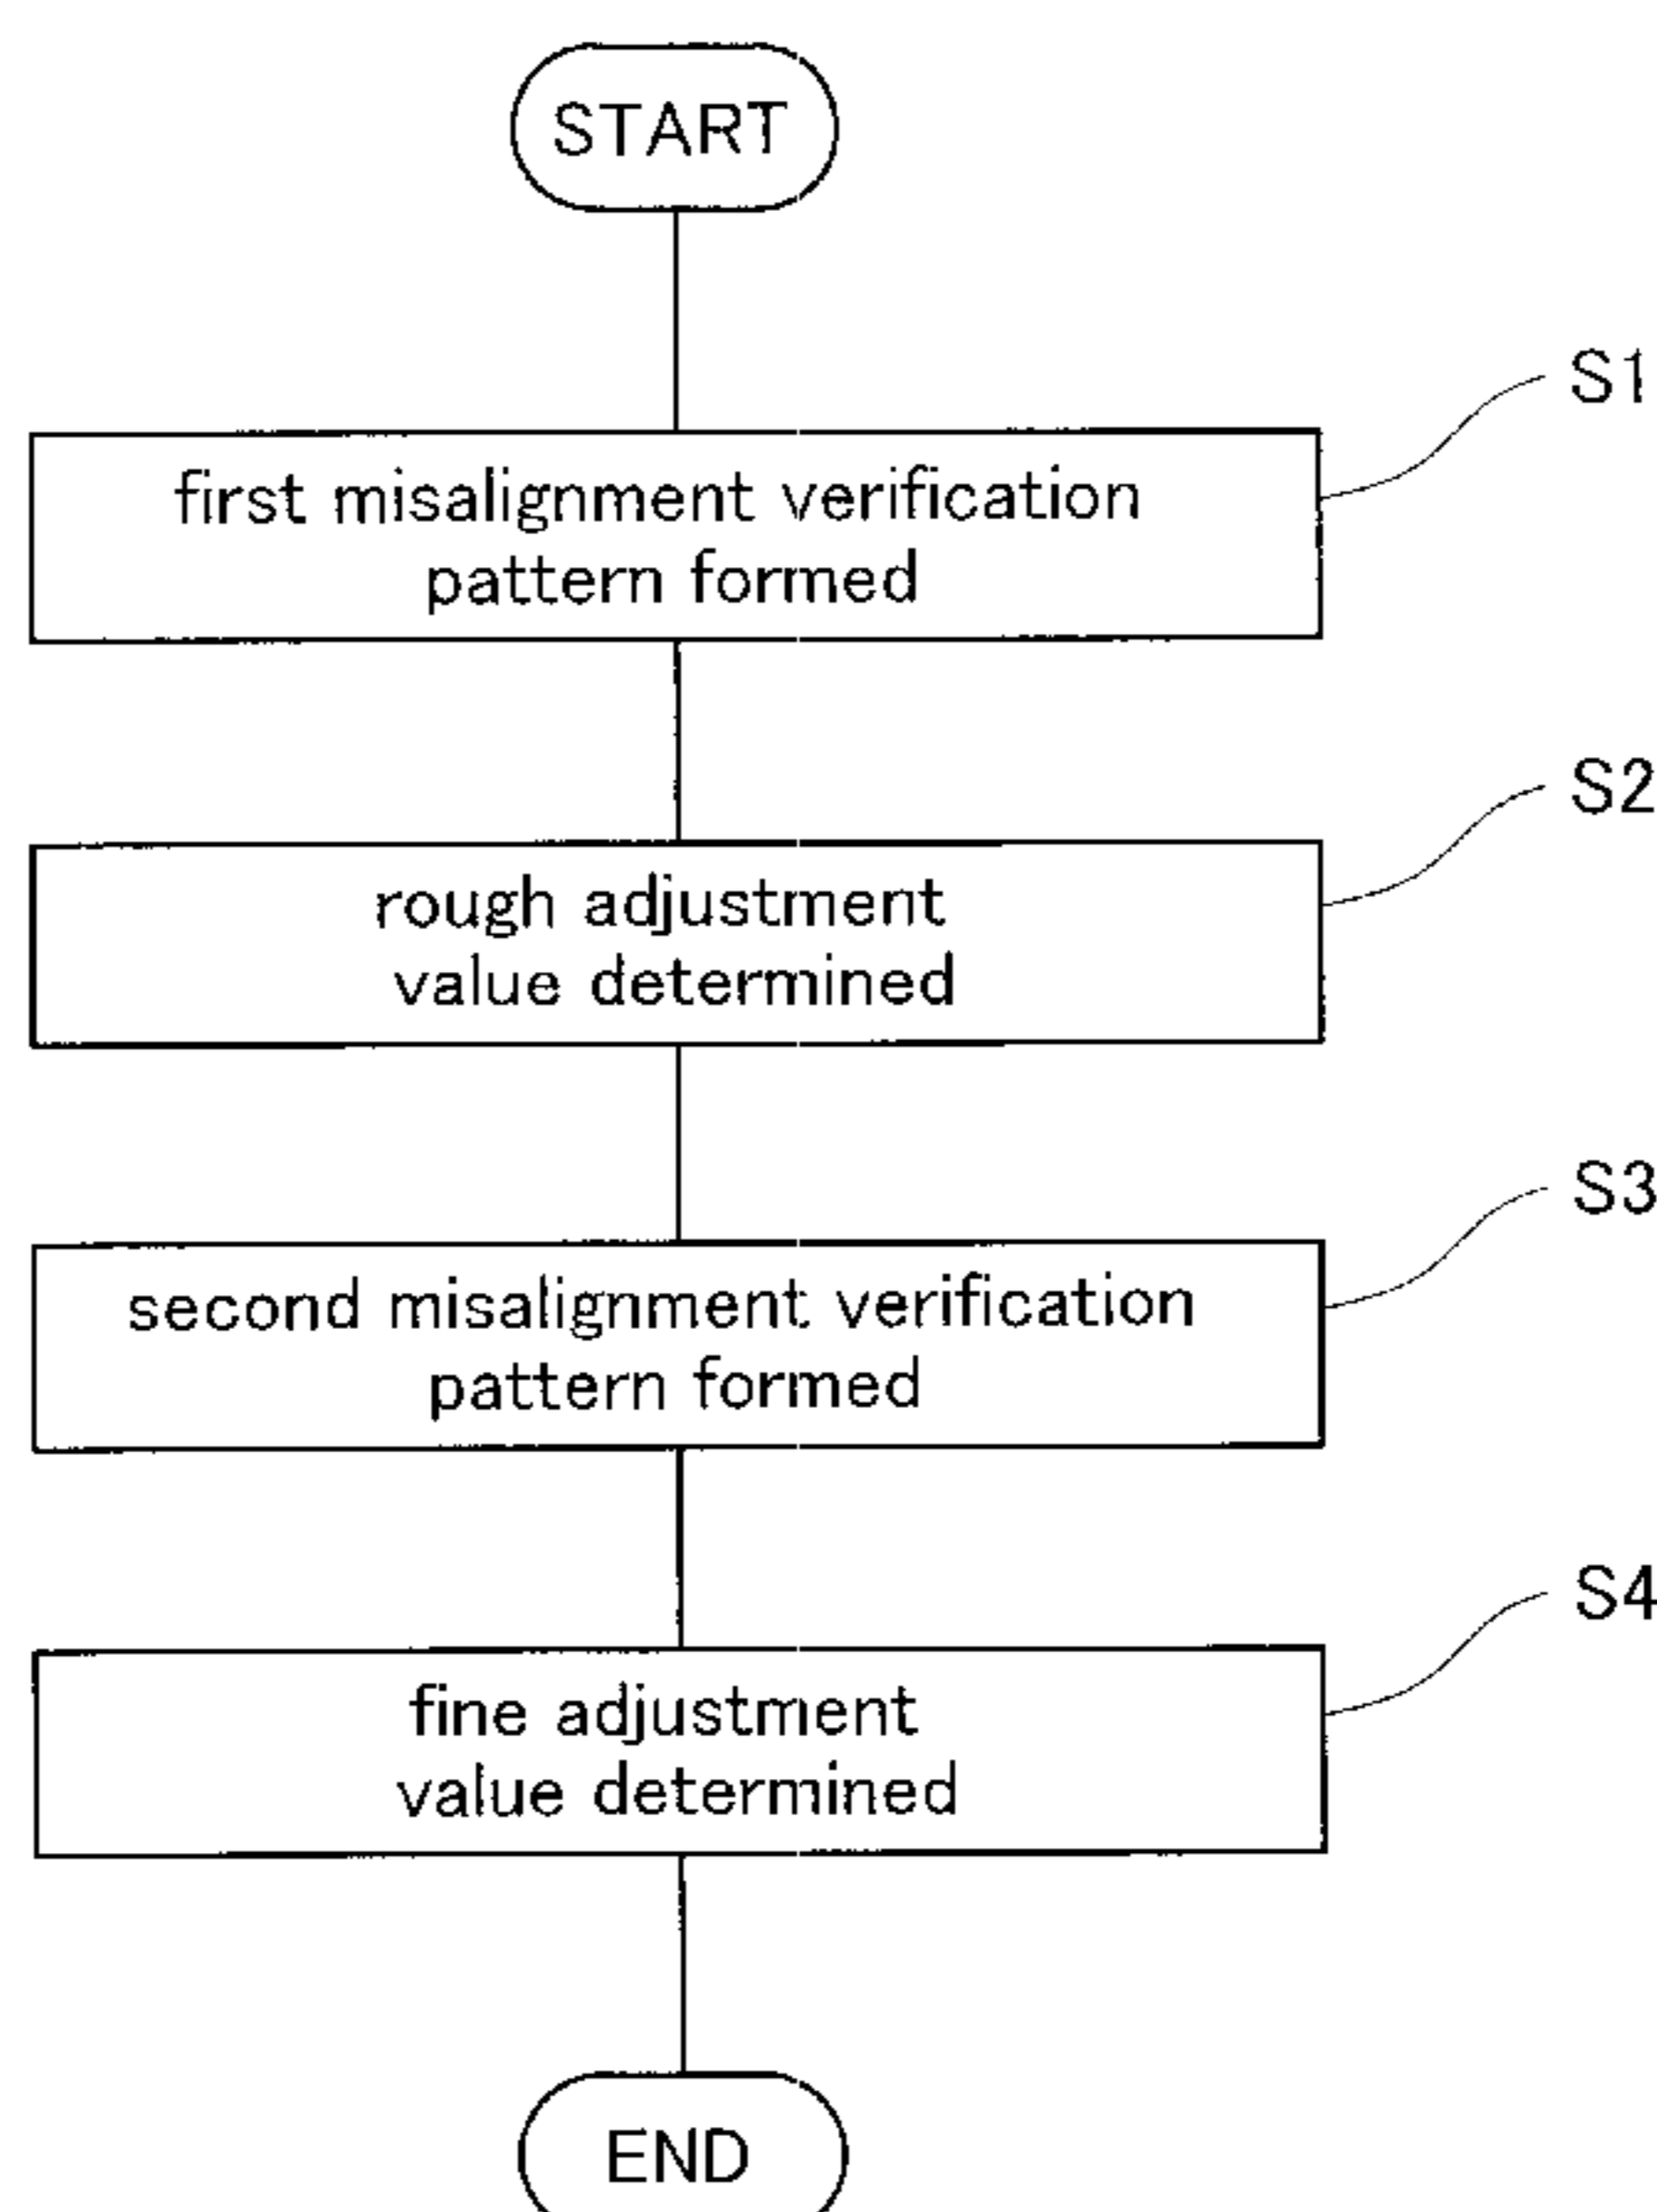 START
S1
first misalignment verification
pattern formed
S2
rough adjustment
value determined
S3
second misalignment verification
pattern formed
S4
fine adjustment
value determined
END